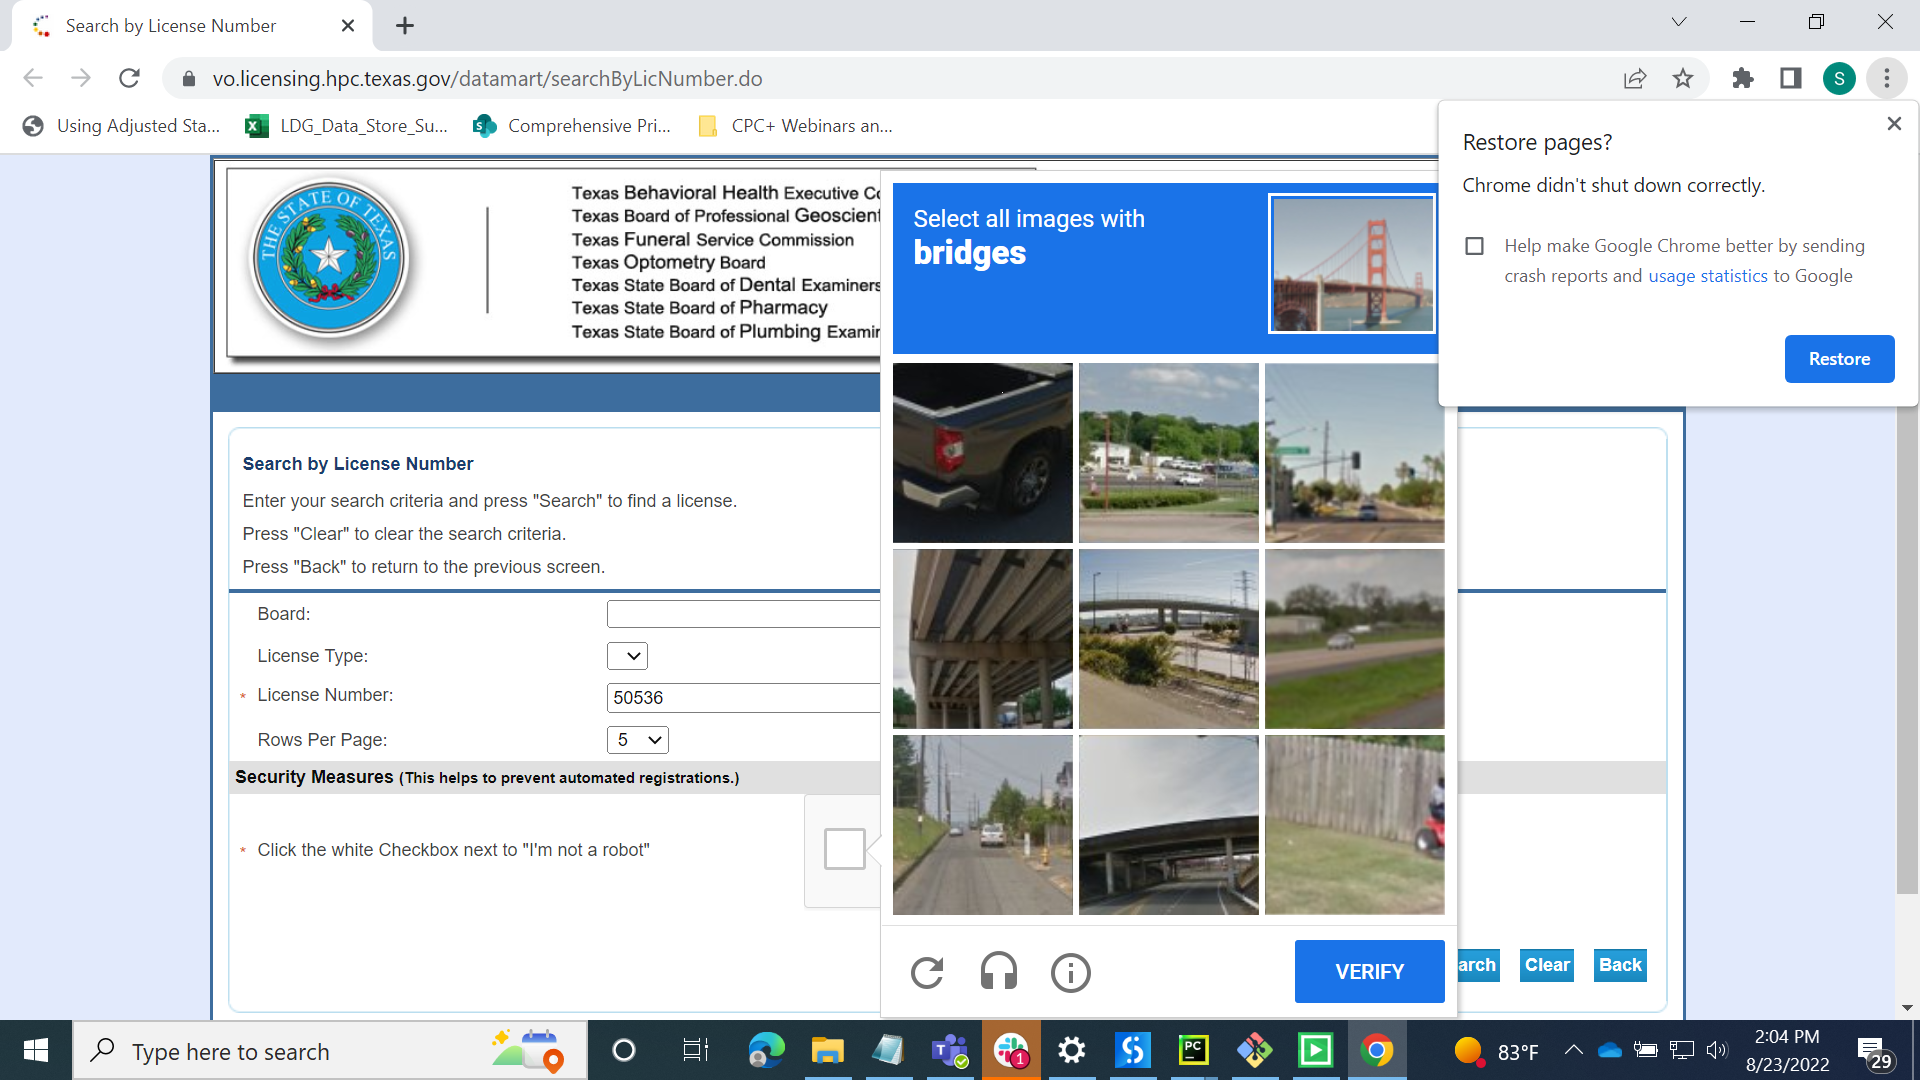 Search by License Number
vo.licensing.hpc.texas.gov/datamart/searchByLicNumber.do
S
Using Adjusted Sta...
LDG_Data_Store_Su...
Comprehensive Pri...
CPC+ Webinars an...
Restore pages?
Chrome didn't shut down correctly.
Help make Google Chrome better by sending
crash reports and usage statistics to Google
Restore
THE STATE OF TEXAS
Texas Behavioral Health Executive Co
Texas Board of Professional Geoscien
Texas Funeral Service Commission
Texas Optometry Board
Texas State Board of Dental Examiners
Texas State Board of Pharmacy
Texas State Board of Plumbing Examin
Select all images with
bridges
Search by License Number
Enter your search criteria and press "Search" to find a license.
Press "Clear" to clear the search criteria.
Press "Back" to return to the previous screen.
Board:
License Type:
* License Number:
50536
Rows Per Page:
5
Security Measures (This helps to prevent automated registrations.)
* Click the white Checkbox next to "I'm not a robot"
VERIFY
arch
Clear
Back
Type here to search
1
PC
83°F
2:04 PM
8/23/2022
29